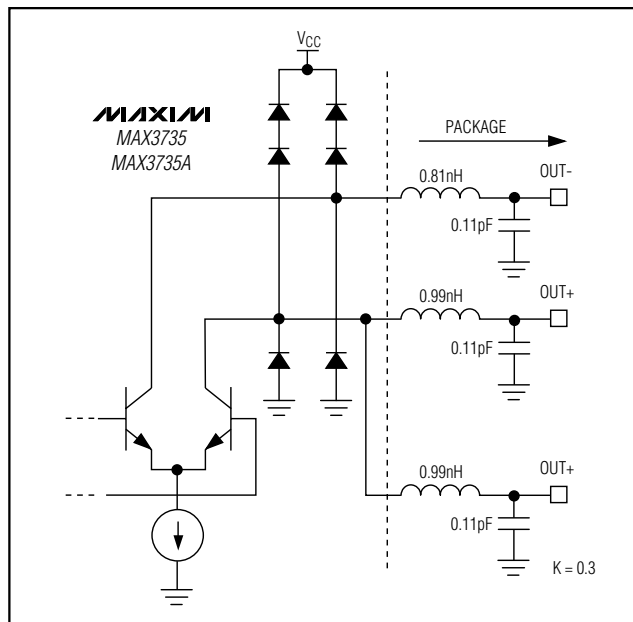 VCC
MAXIM
MAX3735
MAX3735A
PACKAGE
0.81nH
OUT-
0.11pF
0.99nH
OUT+
0.11pF
0.99nH
OUT+
0.11pF
K = 0.3